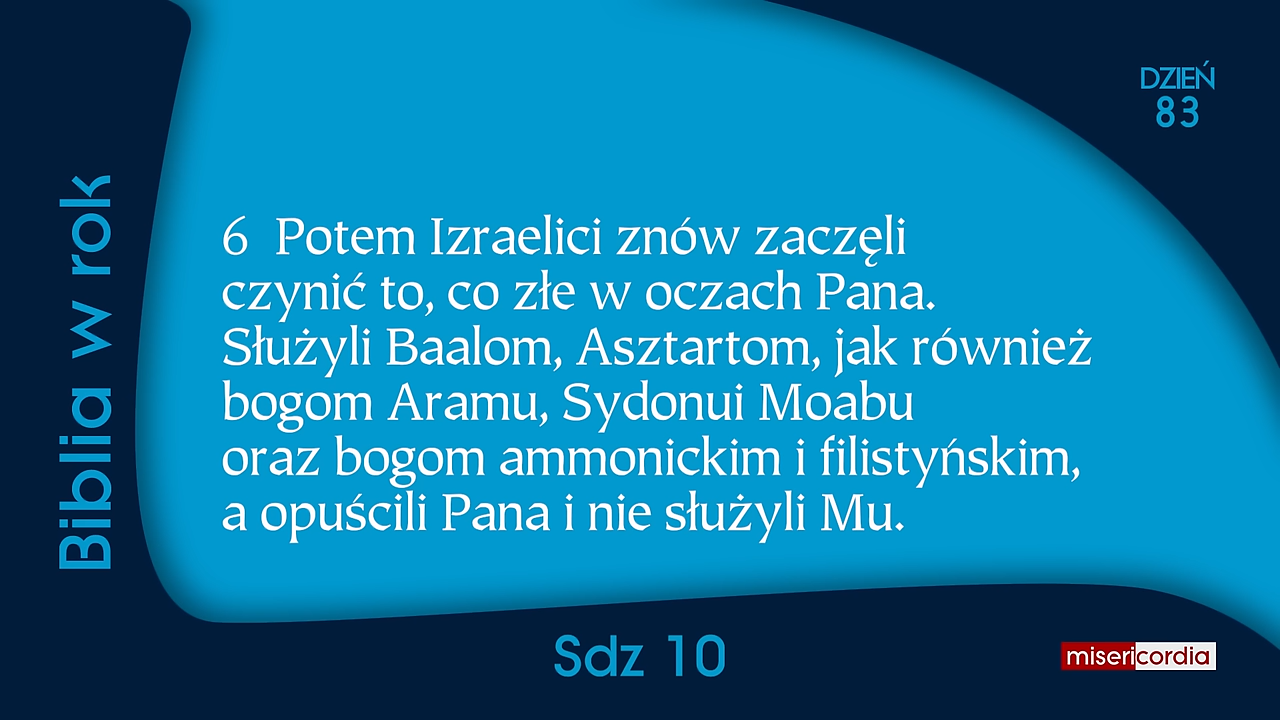 DZIEŃ
83
Biblia w rok
6 Potem Izraelici znów zaczęli
czynić to, co złe w oczach Pana.
Służyli Baalom, Asztartom, jak również
bogom Aramu, Sydonui Moabu
oraz bogom ammonickim i filistyńskim,
a opuścili Pana i nie służyli Mu.
Sdz 10
misericordia